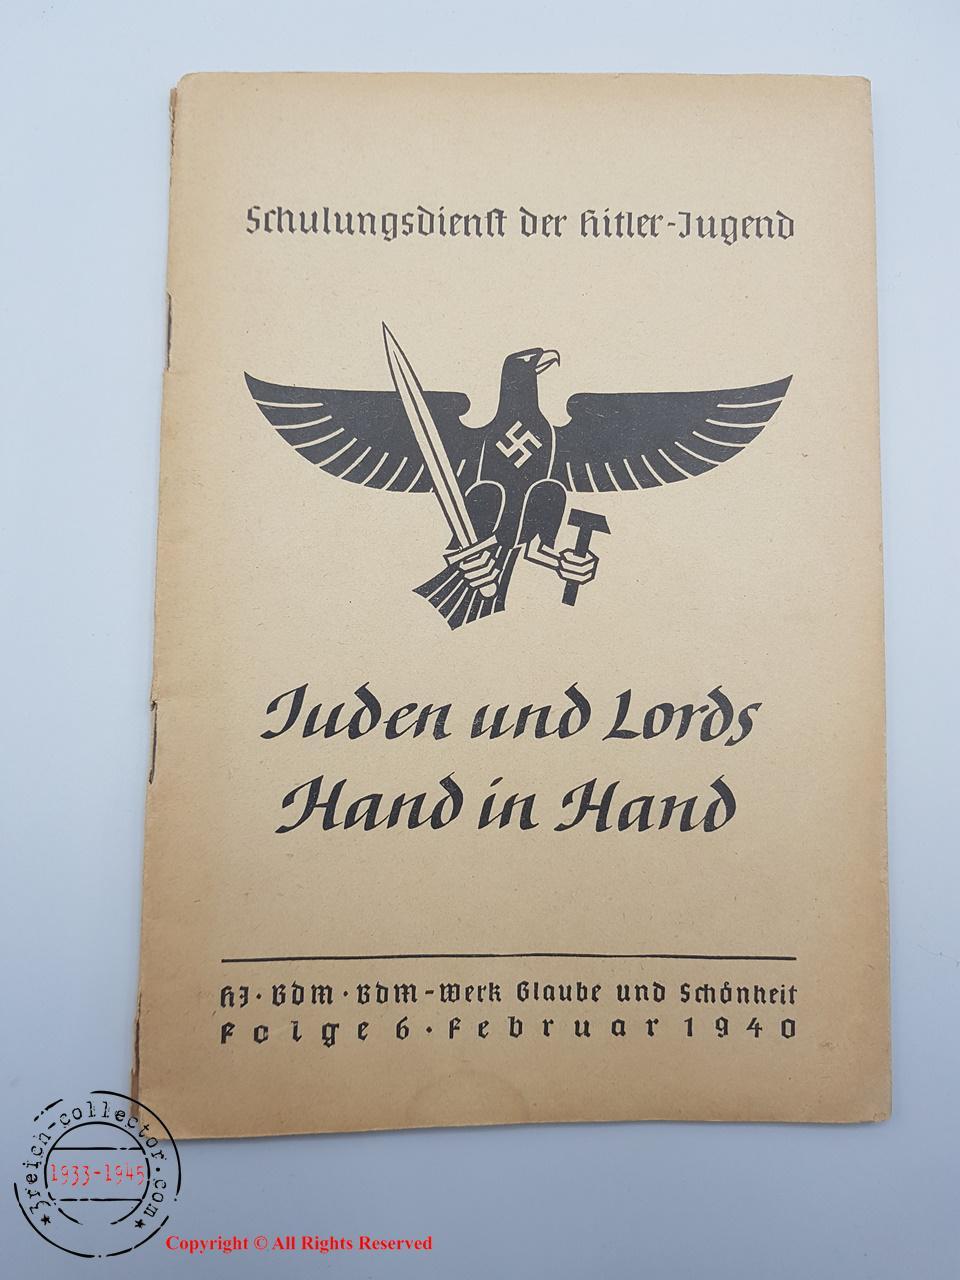 Schulungsdienst der Hitler-Jugend
Juden und Lords
Hand in Hand
HJ · BDM · BDM-Werk Glaube und Schönheit
Folge 6 · Februar 1940
3reich-collector.com
1933-1945
Copyright © All Rights Reserved